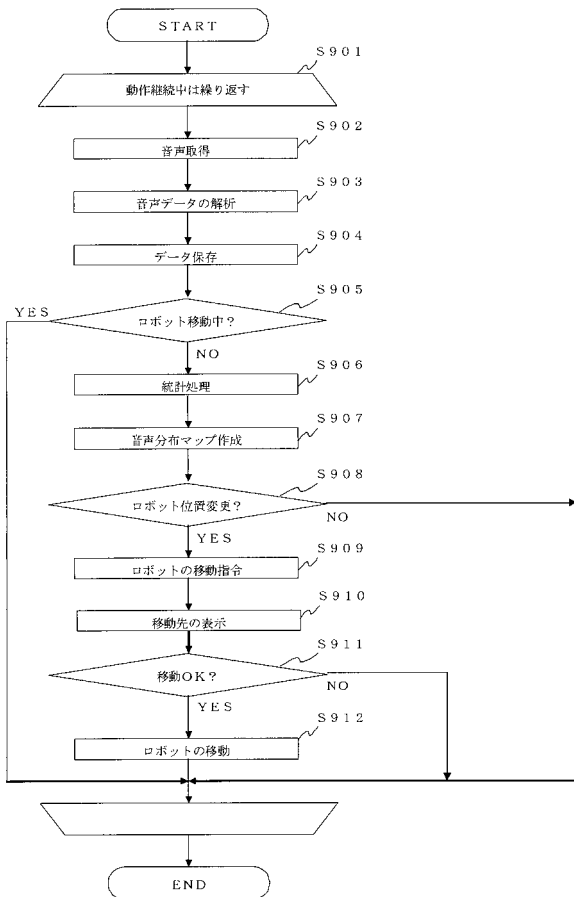 START
S901
動作継続中は繰り返す
S902
音声取得
S903
音声データの解析
S904
データ保存
S905
YES
ロボット移動中?
NO
S906
統計処理
S907
音声分布マップ作成
S908
ロボット位置変更?
NO
YES
S909
ロボットの移動指令
S910
移動先の表示
S911
移動OK?
NO
YES
S912
ロボットの移動
END